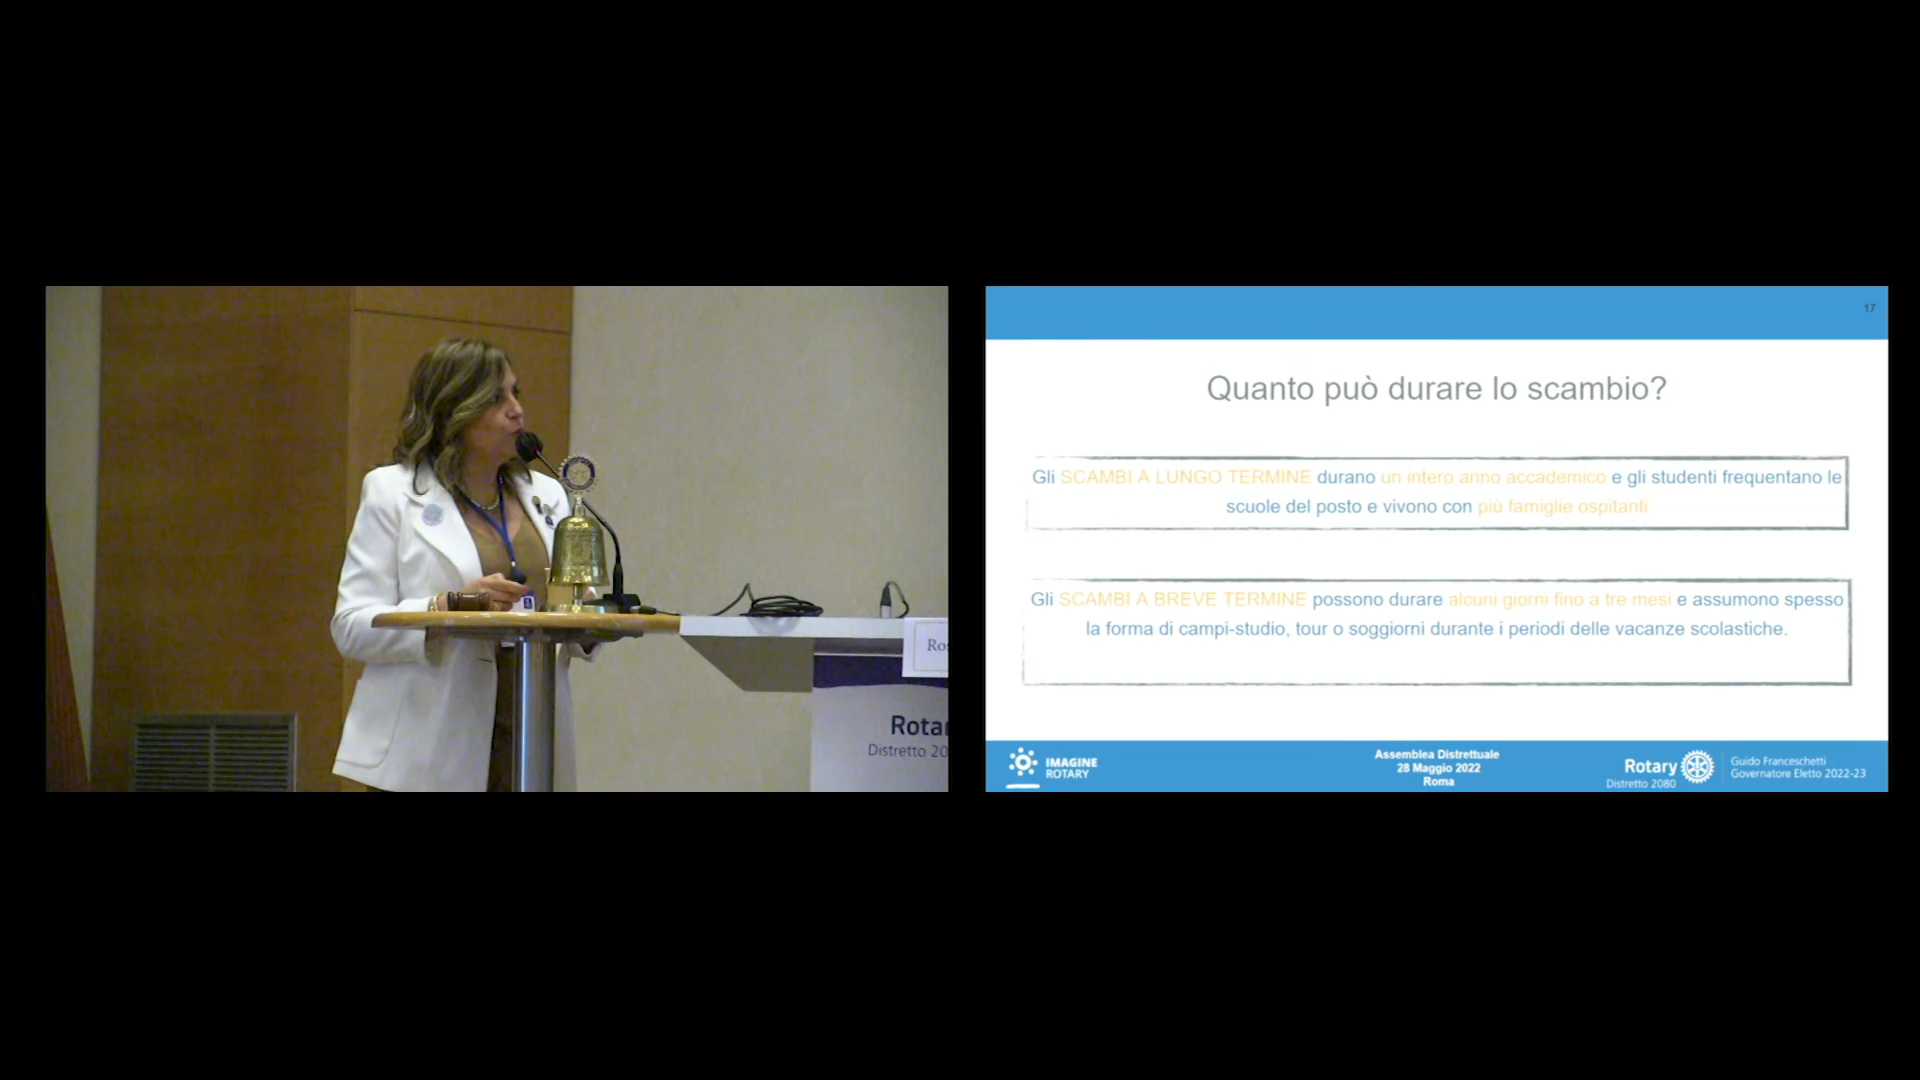 Rotar
Distretto 20
17
Quanto può durare lo scambio?
Gli SCAMBI A LUNGO TERMINE durano un intero anno accademico e gli studenti frequentano le
scuole del posto e vivono con più famiglie ospitanti
Gli SCAMBI A BREVE TERMINE possono durare alcuni giorni fino a tre mesi e assumono spesso
la forma di campi-studio, tour o soggiorni durante i periodi delle vacanze scolastiche.
IMAGINE
ROTARY
Assemblea Distrettuale
28 Maggio 2022
Roma
Rotary
Distretto 2080
Guido Franceschetti
Governatore Eletto 2022-23